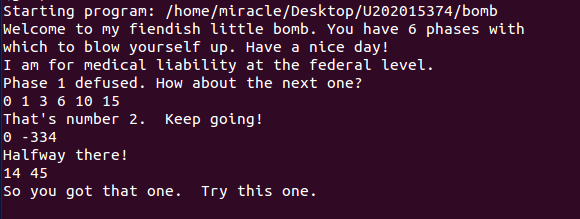 Starting program: /home/miracle/Desktop/U202015374/bomb
Welcome to my fiendish little bomb. You have 6 phases with
which to blow yourself up. Have a nice day!
I am for medical liability at the federal level.
Phase 1 defused. How about the next one?
0 1 3 6 10 15
That's number 2.  Keep going!
0 -334
Halfway there!
14 45
So you got that one.  Try this one.